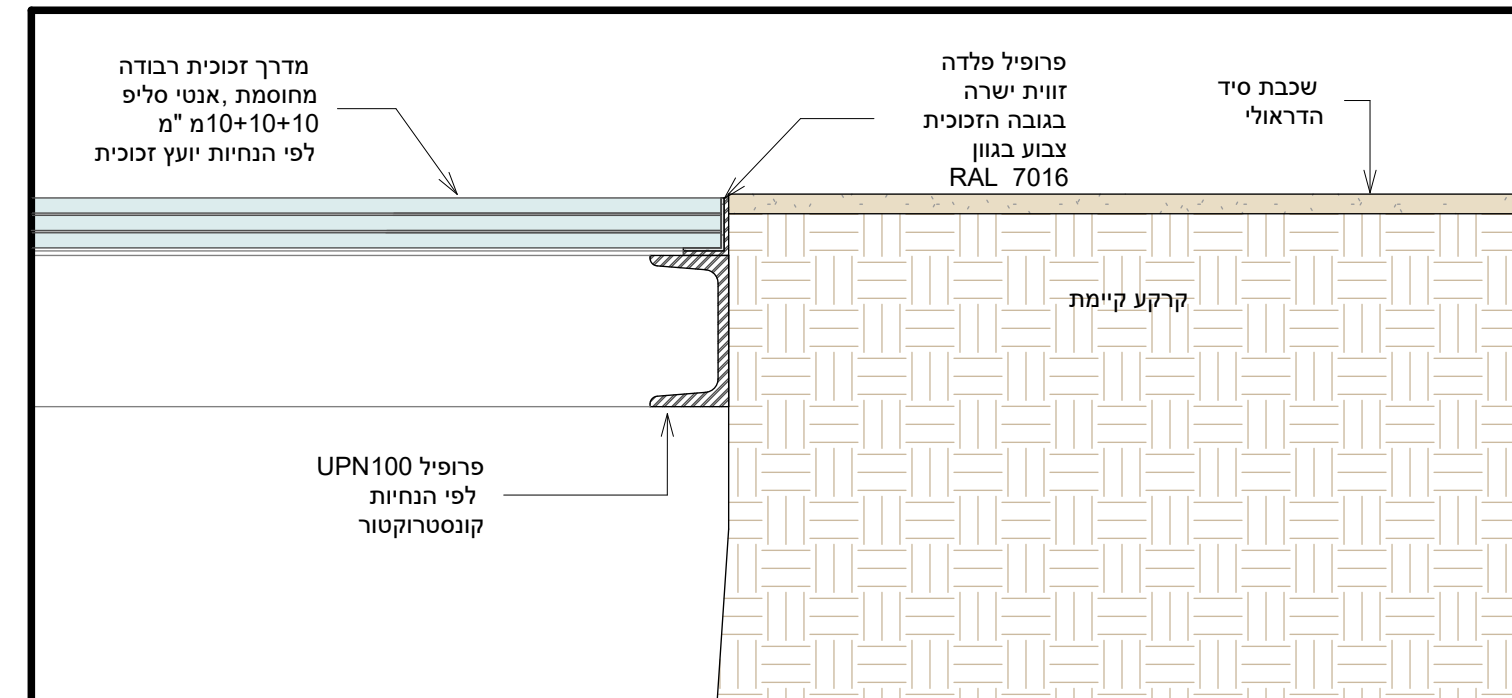 מדרך זכוכית רבודה
מחוסמת ,אנטי סליפ
10+10+10מ "מ
לפי הנחיות יועץ זכוכית
פרופיל פלדה
זווית ישרה
בגובה הזכוכית
צבוע בגוון
RAL 7016
שכבת סיד
הדראולי
קרקע קיימת
פרופיל UPN100
לפי הנחיות
קונסטרוקטור